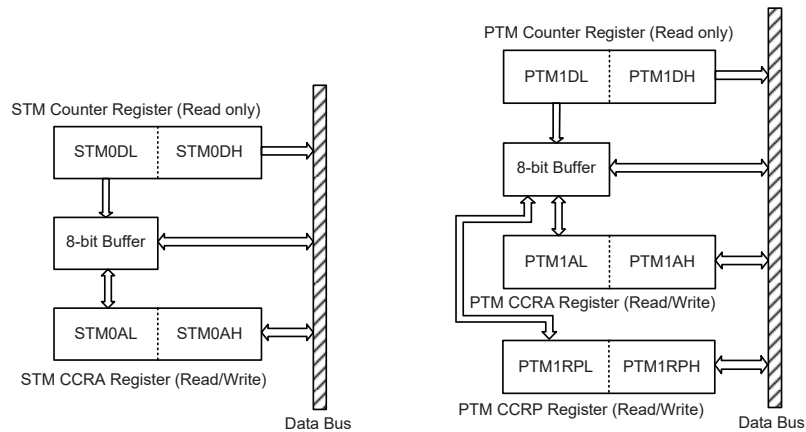 STM Counter Register (Read only)
STM0DL STM0DH
8-bit Buffer
STM0AL STM0AH
STM CCRA Register (Read/Write)
Data Bus
PTM Counter Register (Read only)
PTM1DL PTM1DH
8-bit Buffer
PTM1AL PTM1AH
PTM CCRA Register (Read/Write)
PTM1RPL PTM1RPH
PTM CCRP Register (Read/Write)
Data Bus